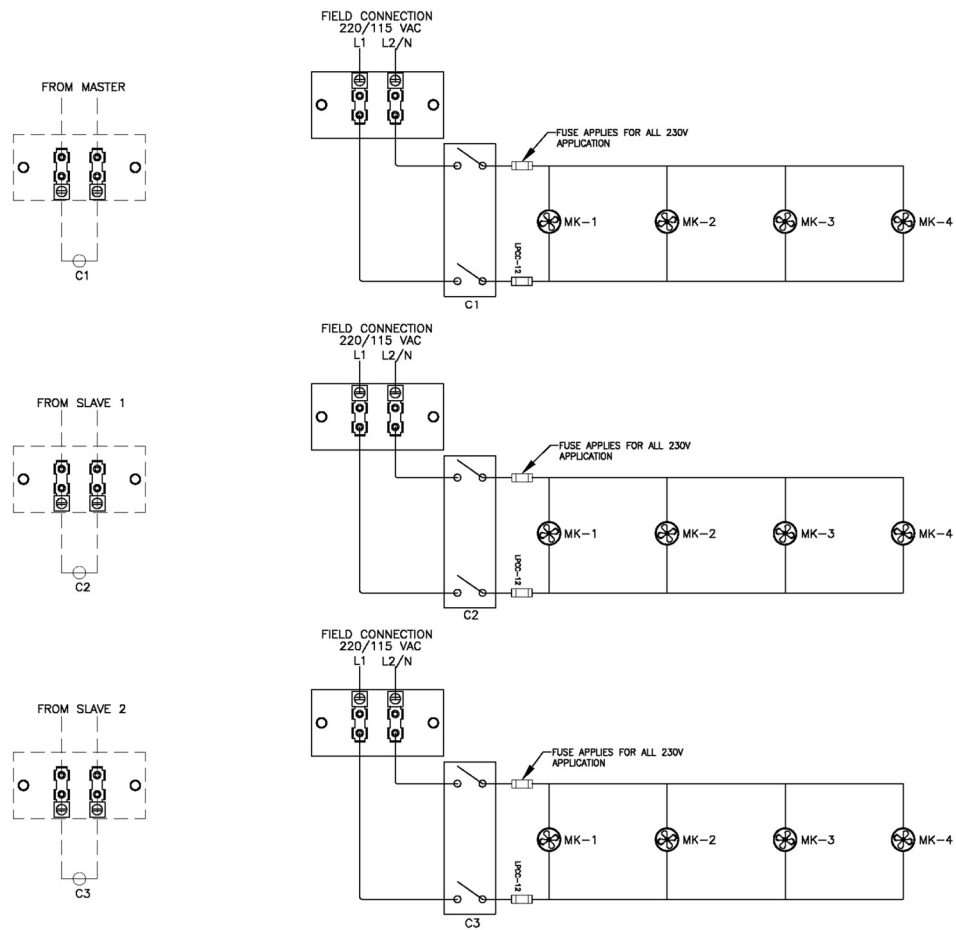 FIELD CONNECTION
220/115 VAC
L1 L2/N
FROM MASTER
FUSE APPLIES FOR ALL 230V
APPLICATION
MK-1 MK-2 MK-3 MK-4
LPCC-12
C1
C1
FIELD CONNECTION
220/115 VAC
L1 L2/N
FROM SLAVE 1
FUSE APPLIES FOR ALL 230V
APPLICATION
MK-1 MK-2 MK-3 MK-4
LPCC-12
C2
C2
FIELD CONNECTION
220/115 VAC
L1 L2/N
FROM SLAVE 2
FUSE APPLIES FOR ALL 230V
APPLICATION
MK-1 MK-2 MK-3 MK-4
LPCC-12
C3
C3